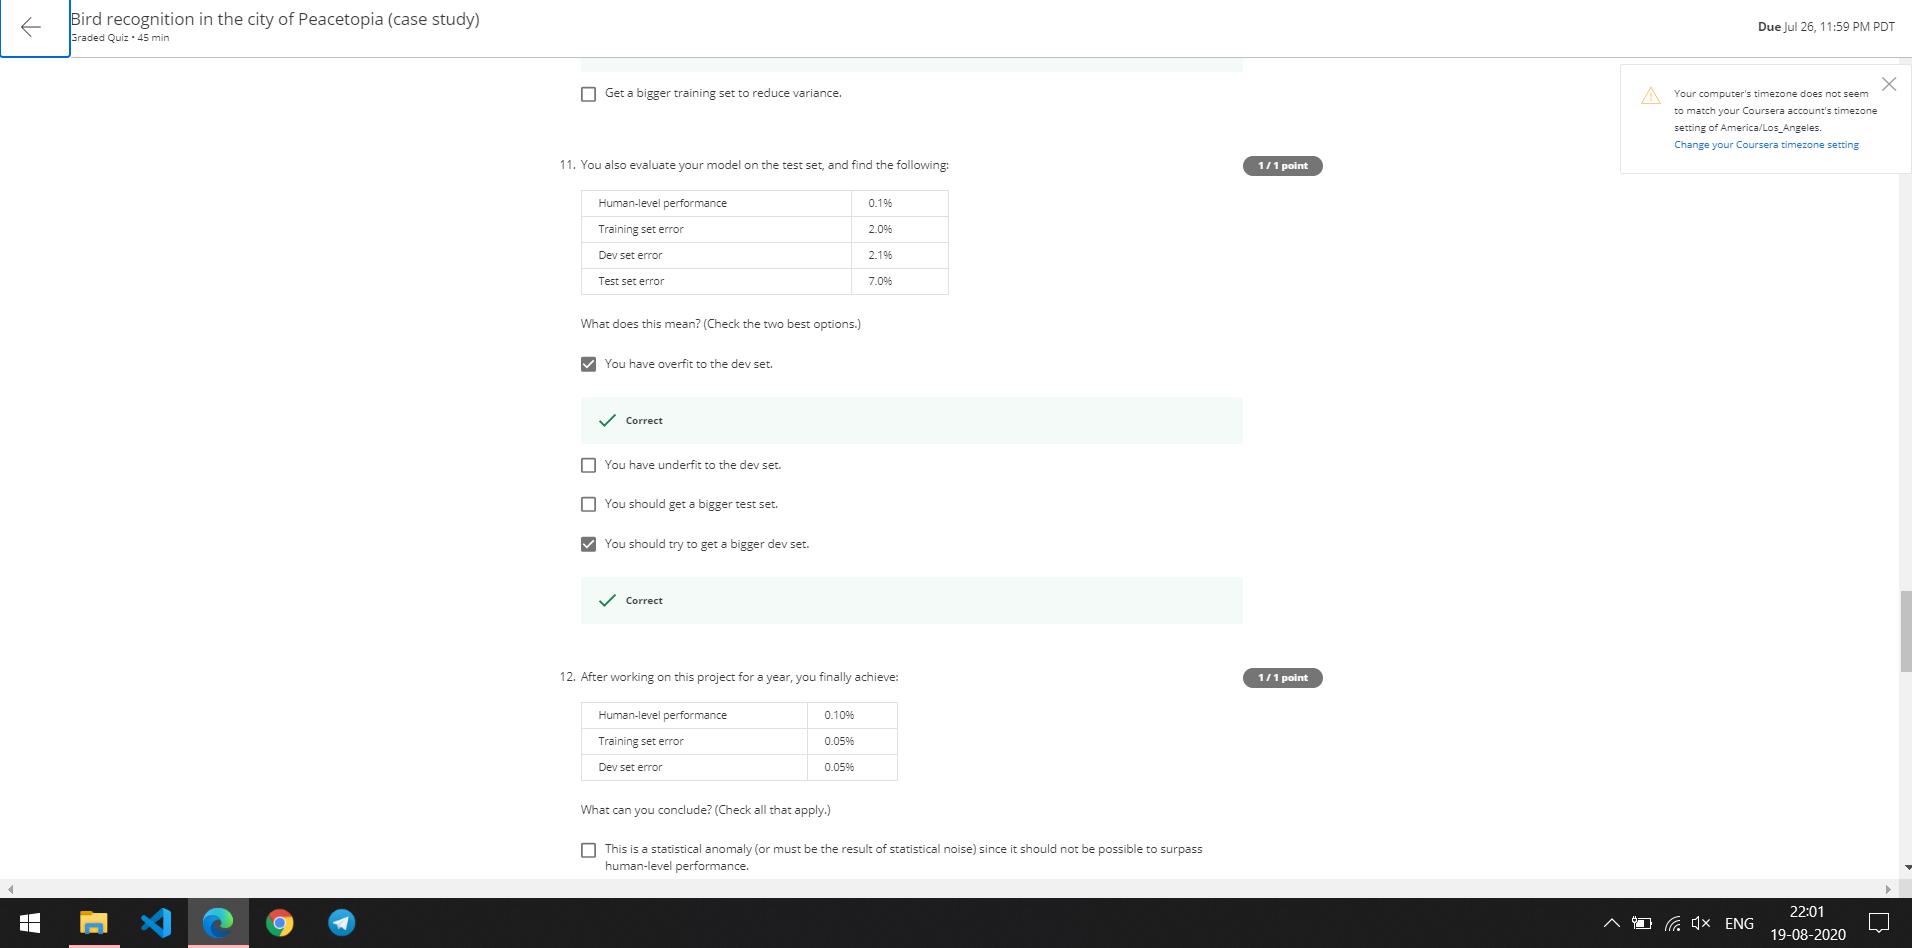 Bird recognition in the city of Peacetopia (case study)
Graded Quiz • 45 min
Due Jul 26, 11:59 PM PDT
Your computer's timezone does not seem
to match your Coursera account's timezone
setting of America/Los_Angeles.
Change your Coursera timezone setting
Get a bigger training set to reduce variance.
11. You also evaluate your model on the test set, and find the following:
1 / 1 point
Human-level performance 0.1%
Training set error 2.0%
Dev set error 2.1%
Test set error 7.0%
What does this mean? (Check the two best options.)
You have overfit to the dev set.
Correct
You have underfit to the dev set.
You should get a bigger test set.
You should try to get a bigger dev set.
Correct
12. After working on this project for a year, you finally achieve:
1 / 1 point
Human-level performance 0.10%
Training set error 0.05%
Dev set error 0.05%
What can you conclude? (Check all that apply.)
This is a statistical anomaly (or must be the result of statistical noise) since it should not be possible to surpass
human-level performance.
ENG
22:01
19-08-2020